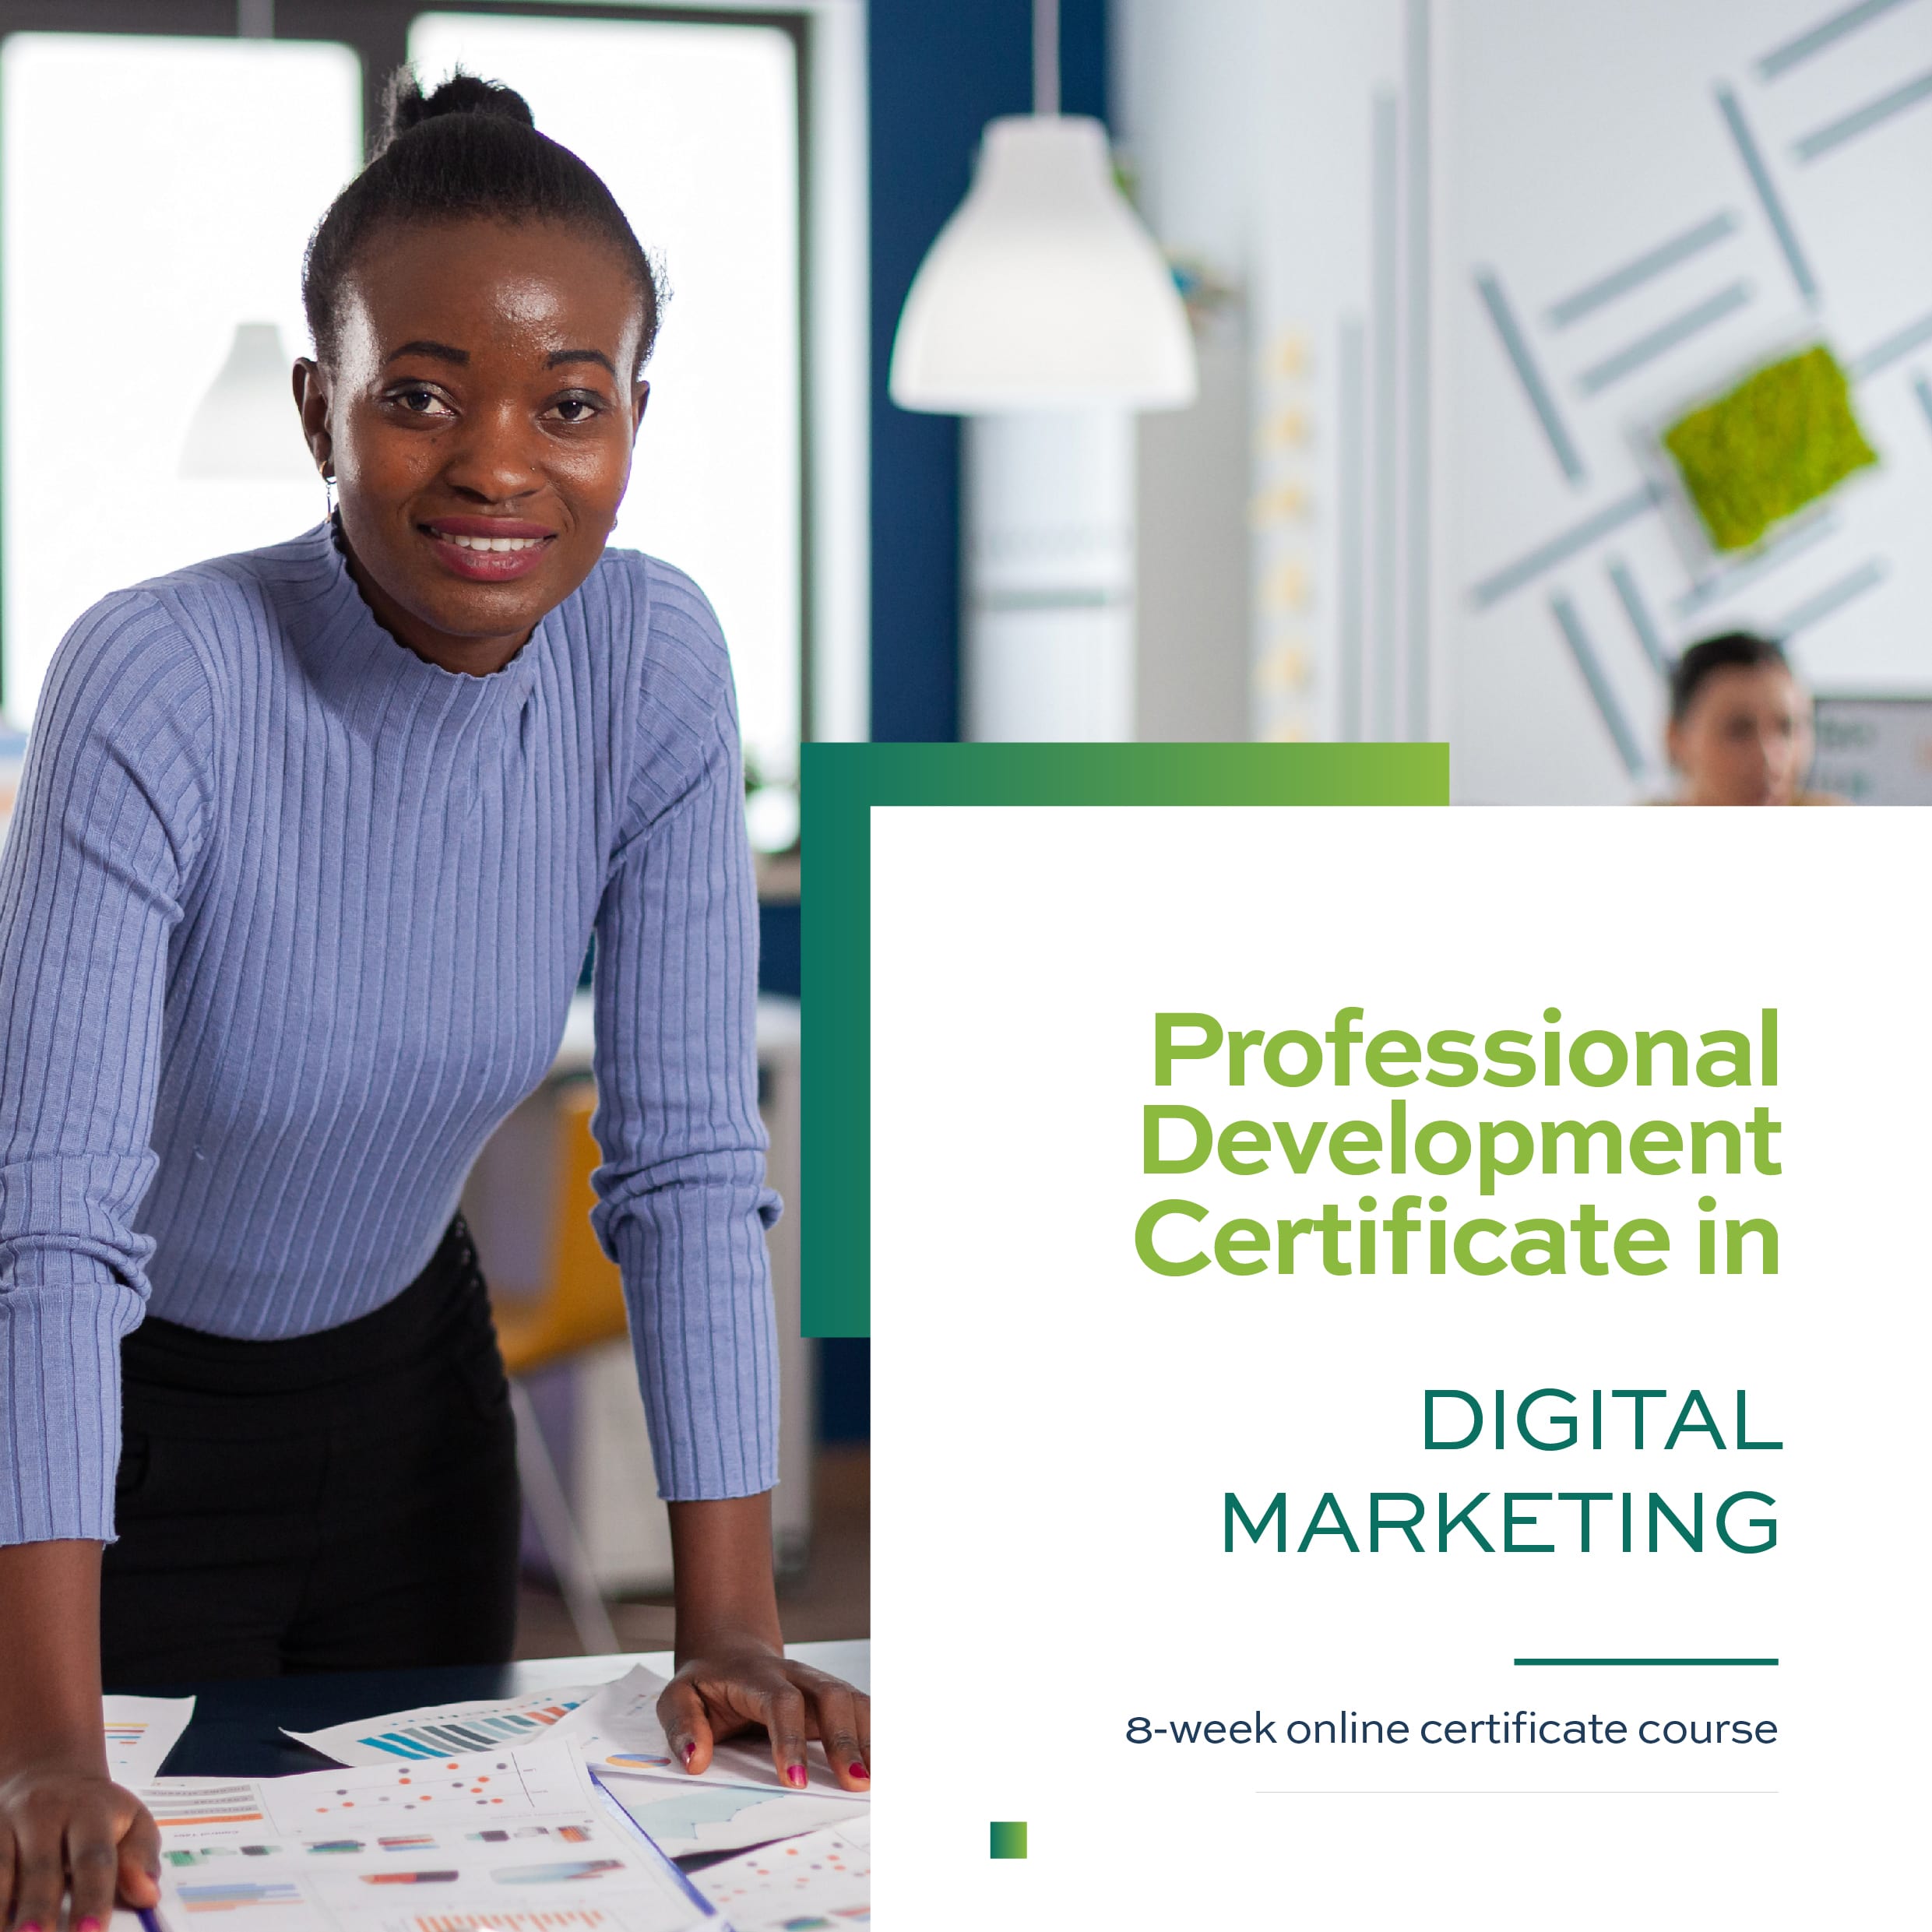 Professional
Development
Certificate in
DIGITAL
MARKETING
8-week online certificate course